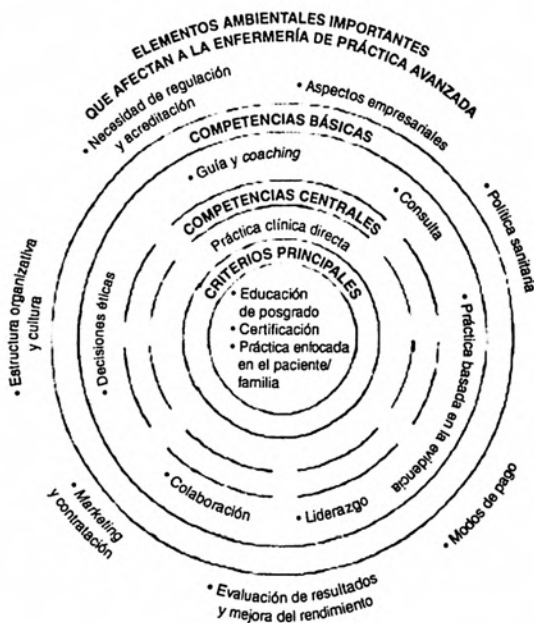 ELEMENTOS AMBIENTALES IMPORTANTES
QUE AFECTAN A LA ENFERMERÍA DE PRÁCTICA AVANZADA
• Necesidad de regulación
y acreditación
• Aspectos empresariales
COMPETENCIAS BÁSICAS
• Guía y coaching
• Política sanitaria
COMPETENCIAS CENTRALES
• Consulta
Práctica clínica directa
CRITERIOS PRINCIPALES
• Educación
de posgrado
• Certificación
• Práctica enfocada
en el paciente/
familia
• Estructura organizativa
y cultura
• Decisiones éticas
• Práctica basada en la evidencia
• Colaboración
• Liderazgo
• Marketing
y contratación
• Modos de pago
• Evaluación de resultados
y mejora del rendimiento